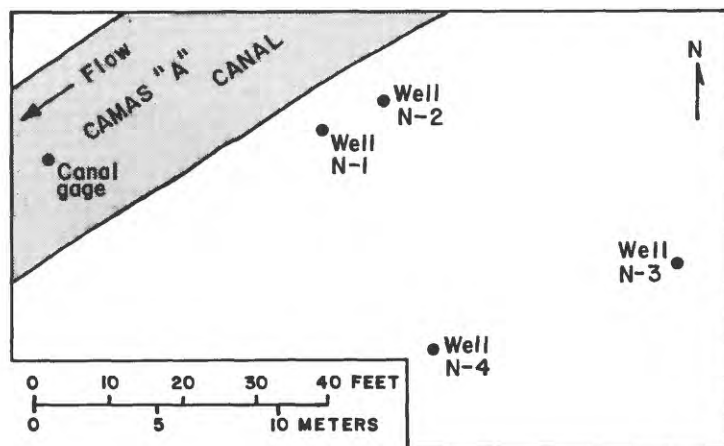 Flow
CAMAS "A" CANAL
Canal
gage
Well
N-2
Well
N-1
N
Well
N-3
Well
N-4
0 10 20 30 40 FEET
0 5 10 METERS